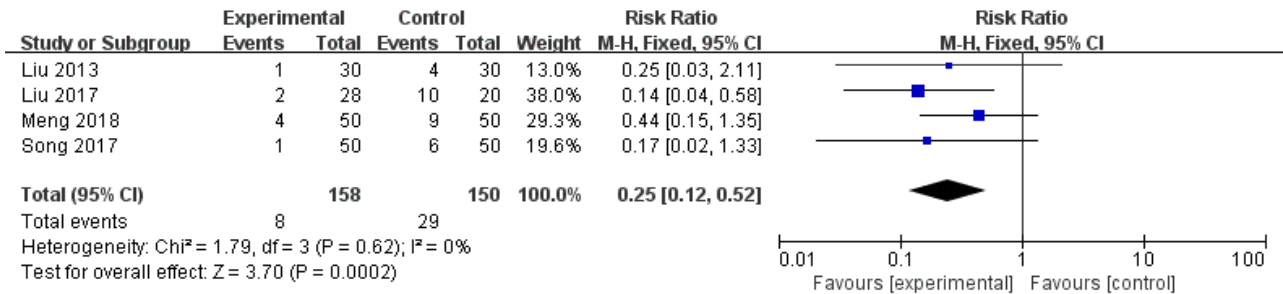 Experimental Control Risk Ratio Risk Ratio
Study or Subgroup Events Total Events Total Weight M-H, Fixed, 95% CI M-H, Fixed, 95% CI
Liu 2013 1 30 4 30 13.0% 0.25 [0.03, 2.11]
Liu 2017 2 28 10 20 38.0% 0.14 [0.04, 0.58]
Meng 2018 4 50 9 50 29.3% 0.44 [0.15, 1.35]
Song 2017 1 50 6 50 19.6% 0.17 [0.02, 1.33]
Total (95% CI) 158 150 100.0% 0.25 [0.12, 0.52]
Total events 8 29
Heterogeneity: Chi² = 1.79, df = 3 (P = 0.62); I² = 0%
Test for overall effect: Z = 3.70 (P = 0.0002)
0.01 0.1 1 10 100
Favours [experimental] Favours [control]